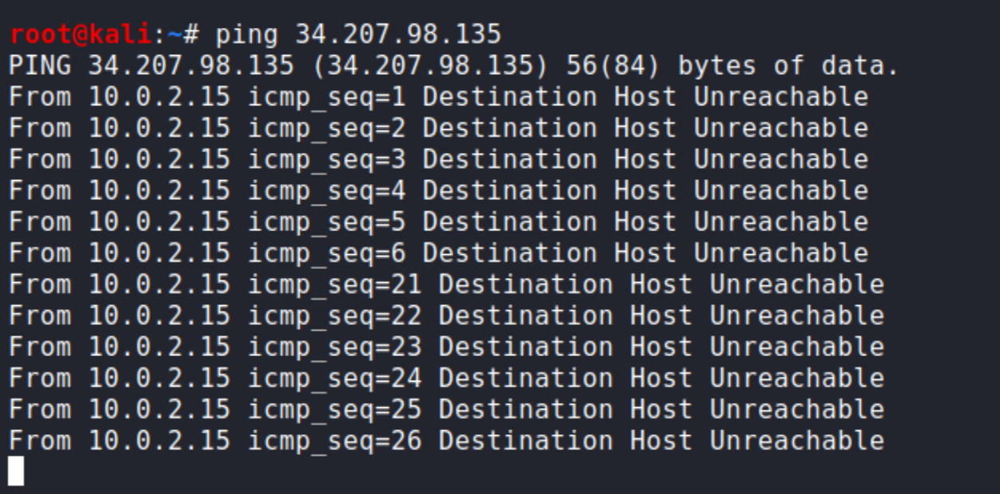 root@kali:~# ping 34.207.98.135
PING 34.207.98.135 (34.207.98.135) 56(84) bytes of data.
From 10.0.2.15 icmp_seq=1 Destination Host Unreachable
From 10.0.2.15 icmp_seq=2 Destination Host Unreachable
From 10.0.2.15 icmp_seq=3 Destination Host Unreachable
From 10.0.2.15 icmp_seq=4 Destination Host Unreachable
From 10.0.2.15 icmp_seq=5 Destination Host Unreachable
From 10.0.2.15 icmp_seq=6 Destination Host Unreachable
From 10.0.2.15 icmp_seq=21 Destination Host Unreachable
From 10.0.2.15 icmp_seq=22 Destination Host Unreachable
From 10.0.2.15 icmp_seq=23 Destination Host Unreachable
From 10.0.2.15 icmp_seq=24 Destination Host Unreachable
From 10.0.2.15 icmp_seq=25 Destination Host Unreachable
From 10.0.2.15 icmp_seq=26 Destination Host Unreachable